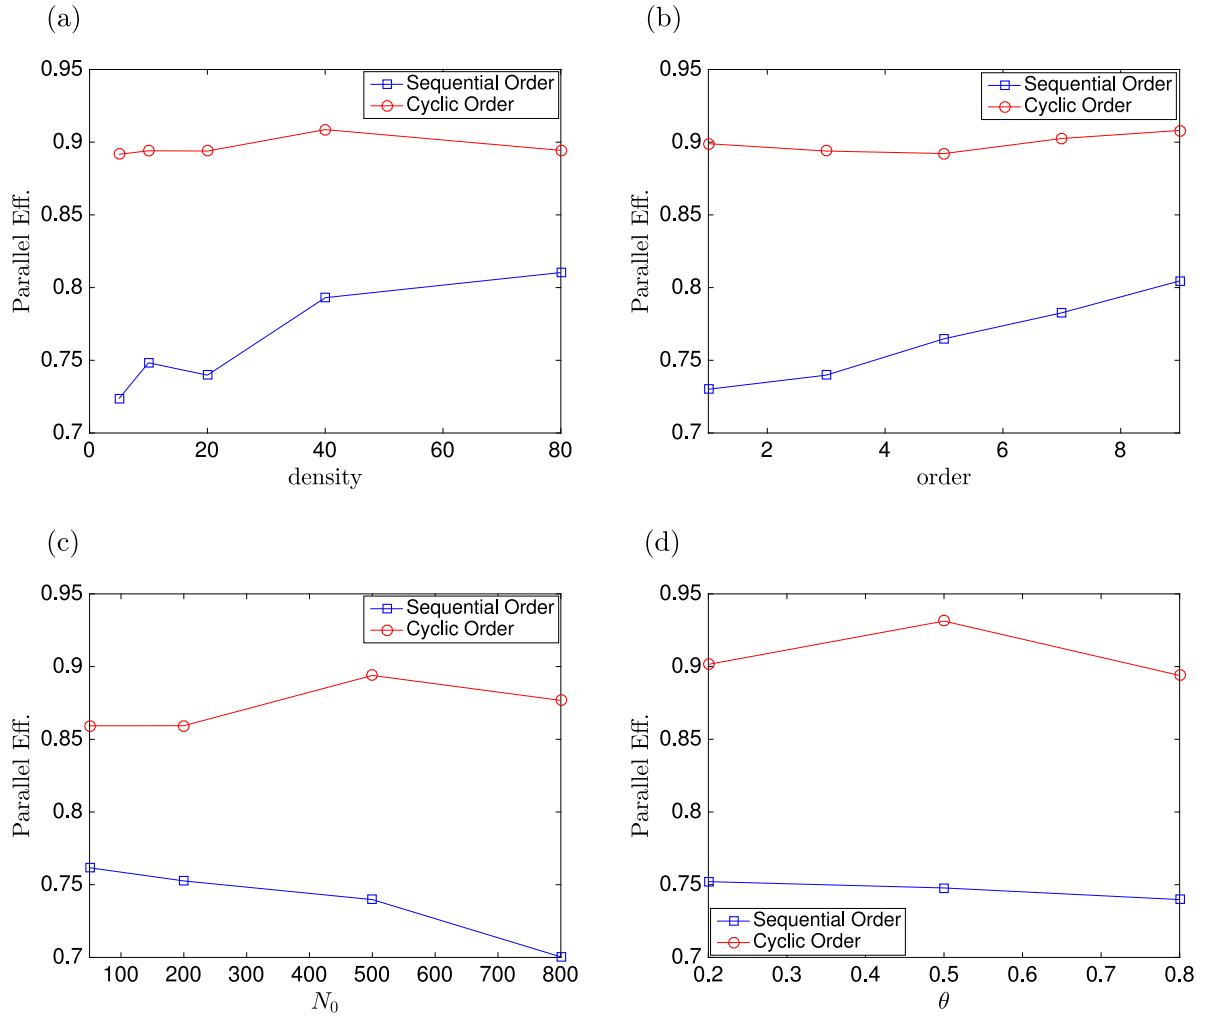 (a)
0.95
0.9
0.85
0.8
0.75
0.7
Parallel Eff.
0 20 40 60 80
density
Sequential Order
Cyclic Order
(b)
0.95
0.9
0.85
0.8
0.75
0.7
Parallel Eff.
2 4 6 8
order
Sequential Order
Cyclic Order
(c)
0.95
0.9
0.85
0.8
0.75
0.7
Parallel Eff.
100 200 300 400 500 600 700 800
N₀
Sequential Order
Cyclic Order
(d)
0.95
0.9
0.85
0.8
0.75
0.7
Parallel Eff.
0.2 0.3 0.4 0.5 0.6 0.7 0.8
θ
Sequential Order
Cyclic Order